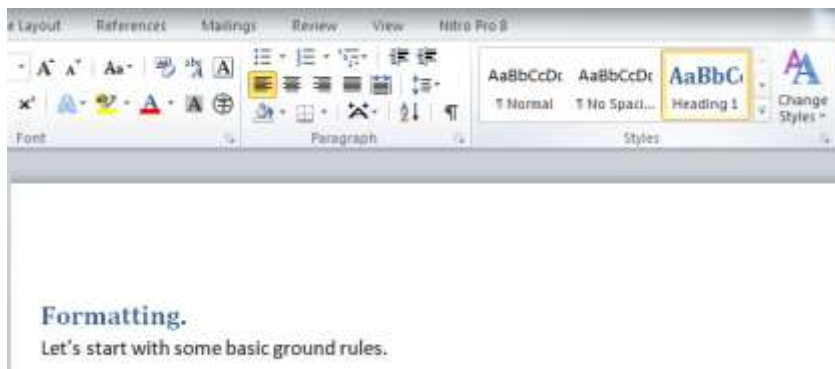 e Layout References Mailings Review View Nitro Pro 8
A A Aa A
A A
AaBbCcDc AaBbCcDc AaBbC A
¶ Normal ¶ No Spaci... Heading 1 Change
Styles
Font Paragraph Styles
Formatting.
Let's start with some basic ground rules.